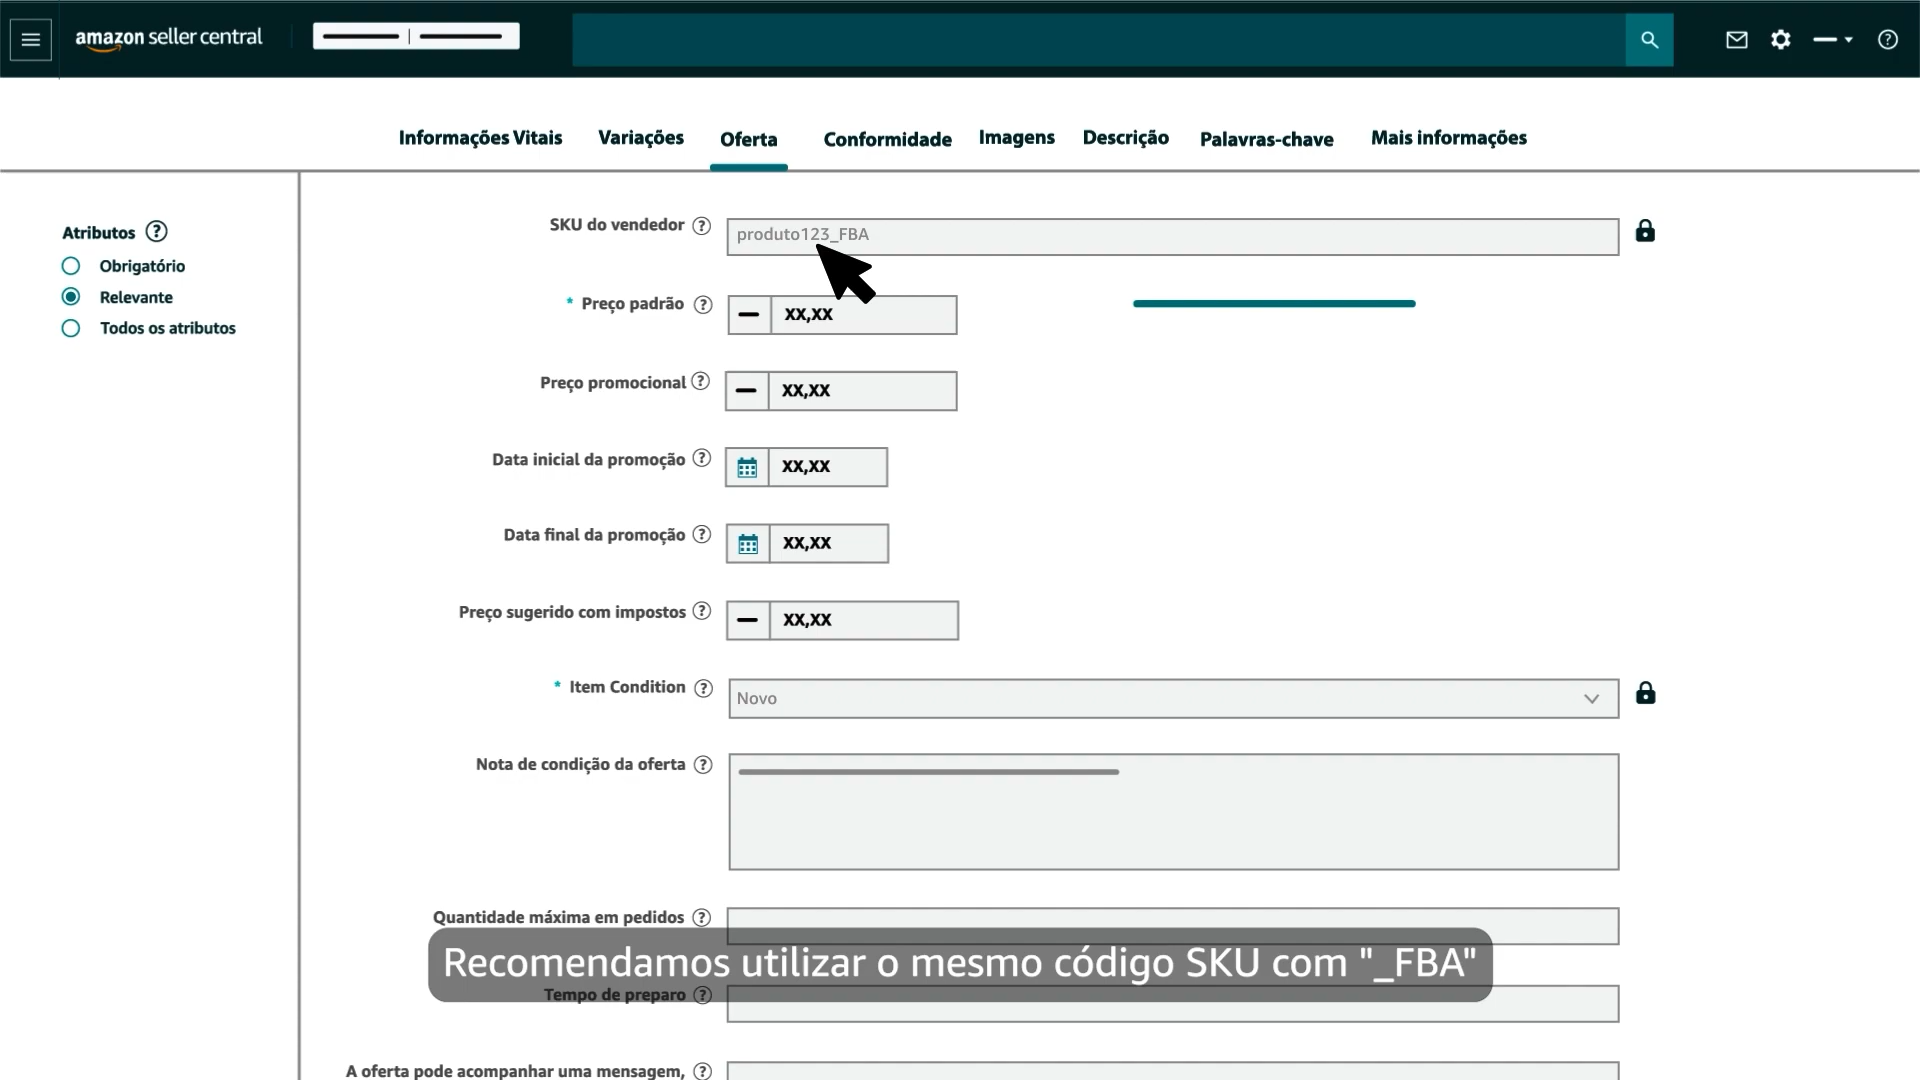 amazon seller central
Informações Vitais
Variações
Oferta
Conformidade
Imagens
Descrição
Palavras-chave
Mais informações
Atributos ?
Obrigatório
Relevante
Todos os atributos
SKU do vendedor ?
produto123_FBA
* Preço padrão ?
XX,XX
Preço promocional ?
XX,XX
Data inicial da promoção ?
XX,XX
Data final da promoção ?
XX,XX
Preço sugerido com impostos ?
XX,XX
* Item Condition ?
Novo
Nota de condição da oferta ?
Quantidade máxima em pedidos ?
Recomendamos utilizar o mesmo código SKU com "_FBA"
Tempo de preparo ?
A oferta pode acompanhar uma mensagem, ?